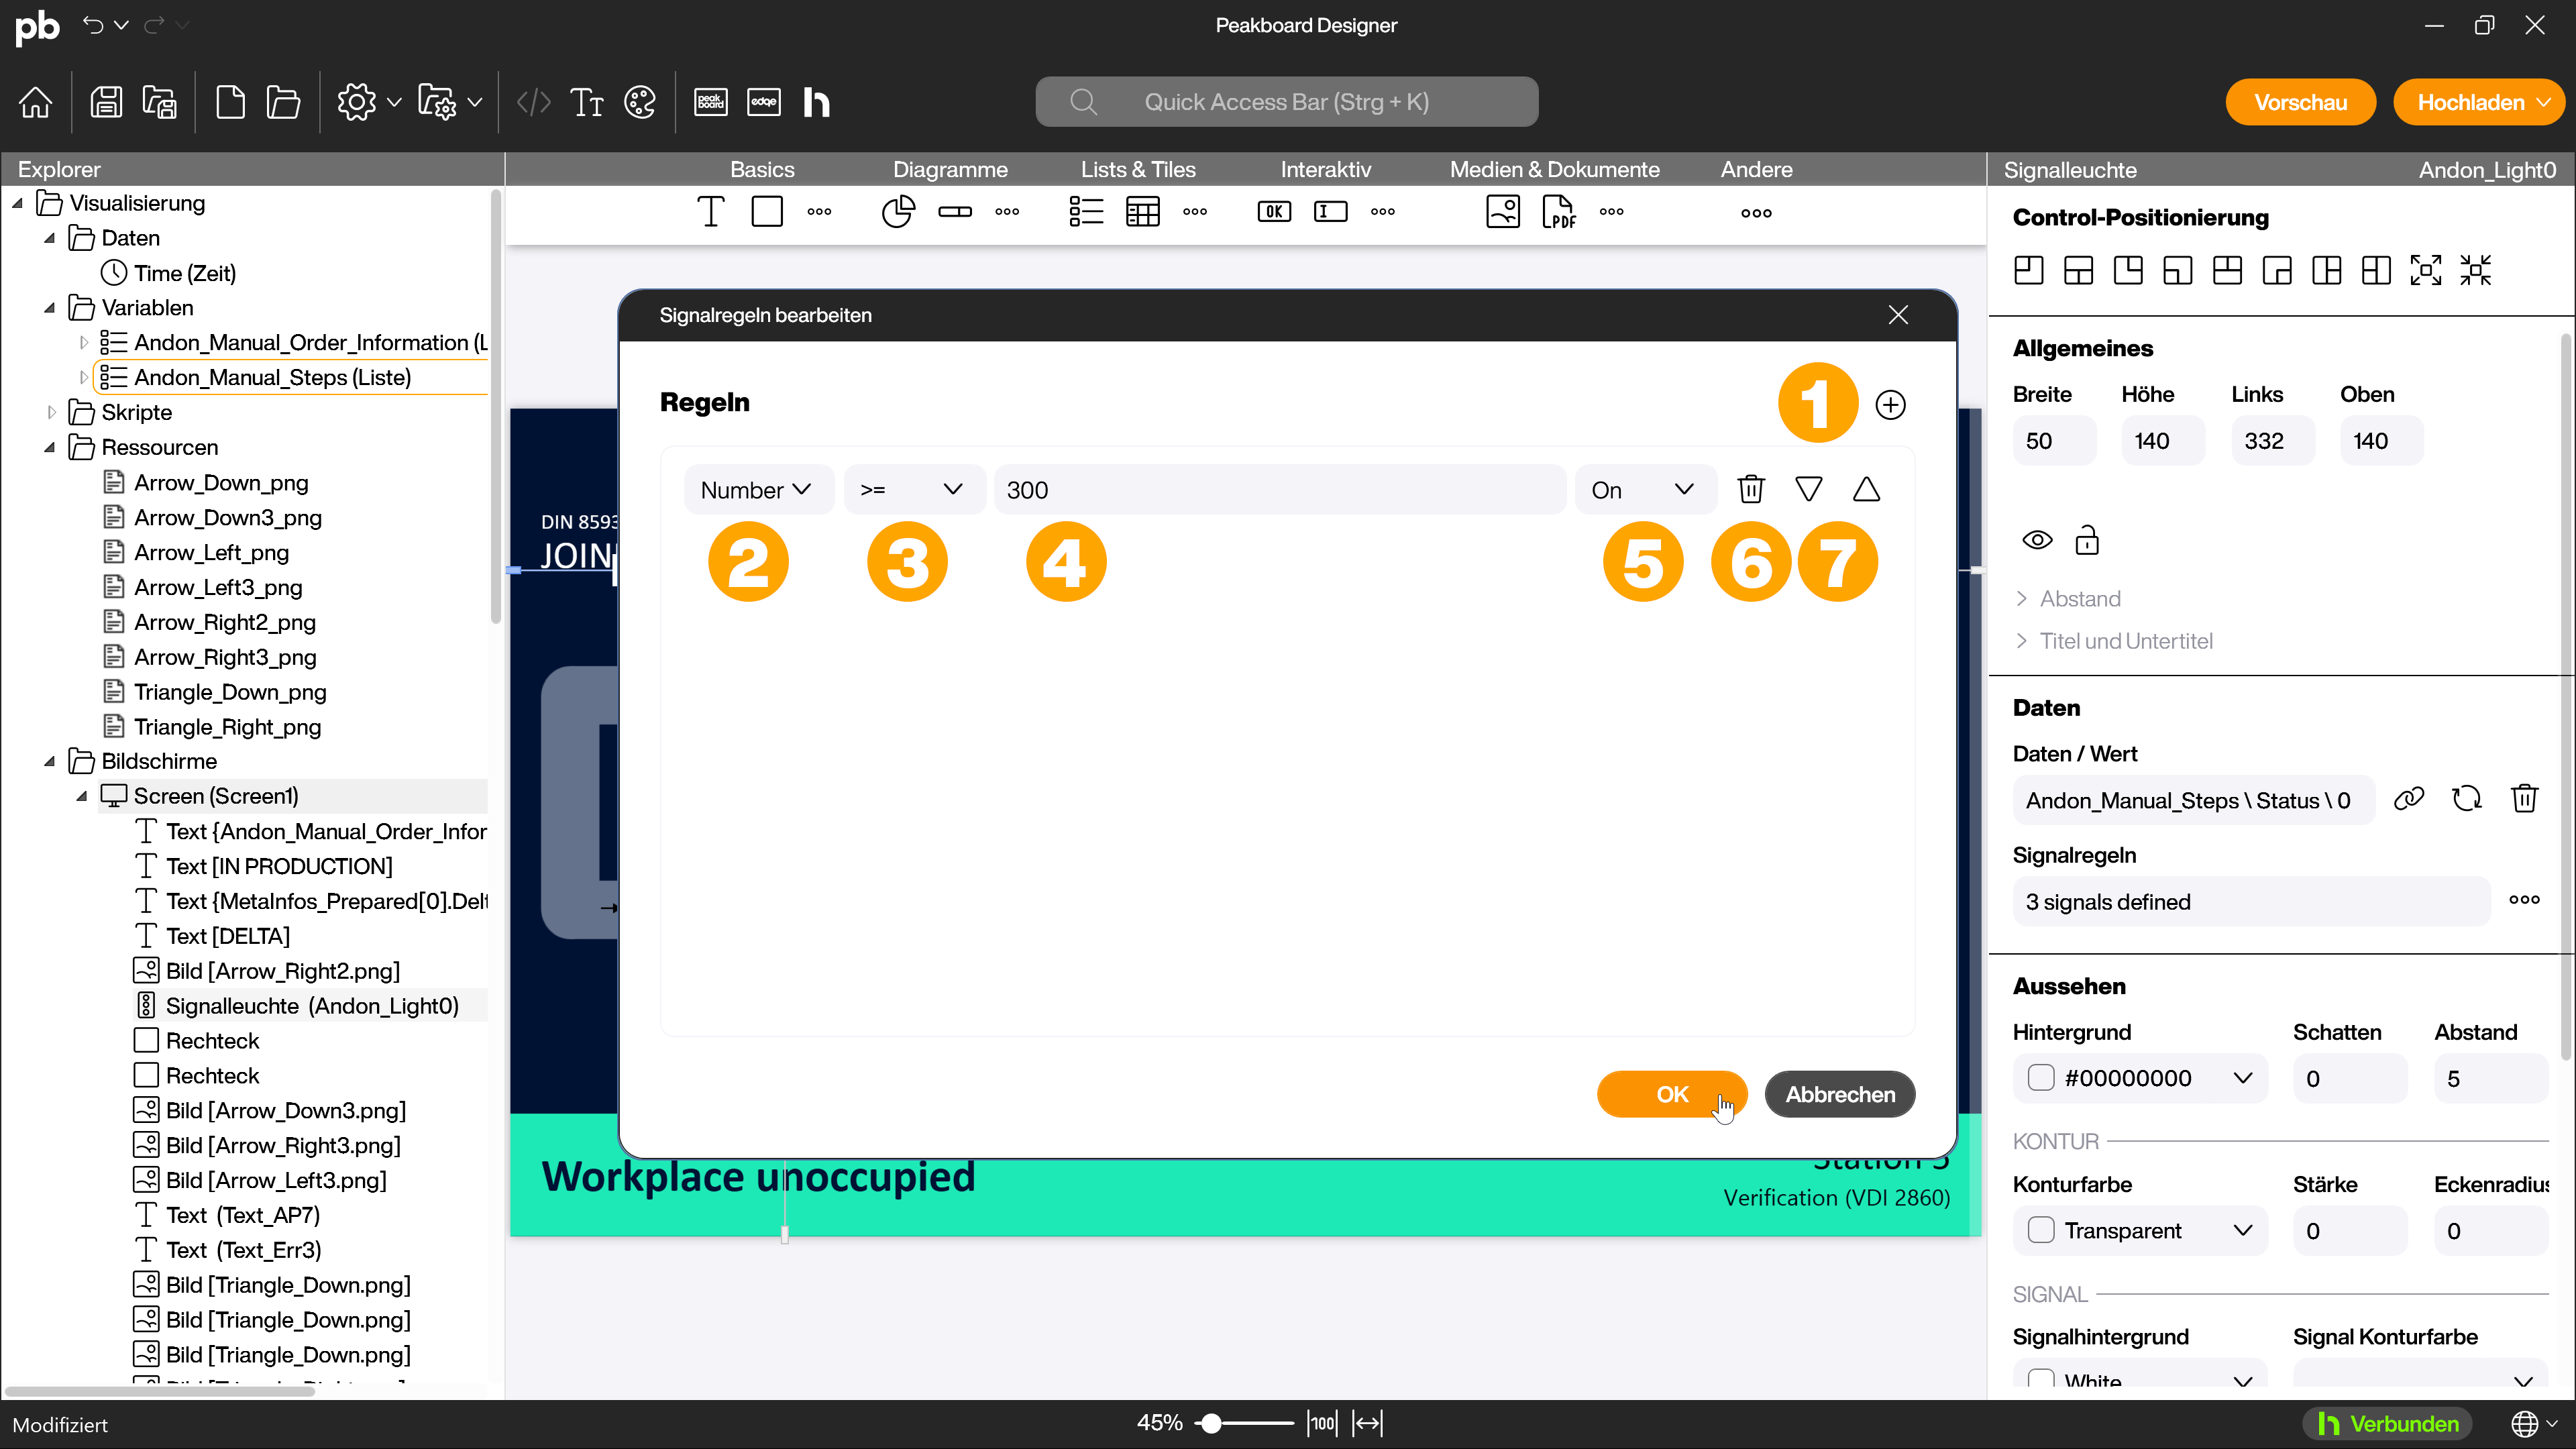 pb
Peakboard Designer
peak board
edge
h
Quick Access Bar (Strg + K)
Vorschau
Hochladen
Explorer
Visualisierung
Daten
Time (Zeit)
Variablen
Andon_Manual_Order_Information (L
Andon_Manual_Steps (Liste)
Skripte
Ressourcen
Arrow_Down_png
Arrow_Down3_png
Arrow_Left_png
Arrow_Left3_png
Arrow_Right2_png
Arrow_Right3_png
Triangle_Down_png
Triangle_Right_png
Bildschirme
Screen (Screen1)
Text {Andon_Manual_Order_Infor
Text [IN PRODUCTION]
Text {MetaInfos_Prepared[0].Delt
Text [DELTA]
Bild [Arrow_Right2.png]
Signalleuchte (Andon_Light0)
Rechteck
Rechteck
Bild [Arrow_Down3.png]
Bild [Arrow_Right3.png]
Bild [Arrow_Left3.png]
Text (Text_AP7)
Text (Text_Err3)
Bild [Triangle_Down.png]
Bild [Triangle_Down.png]
Bild [Triangle_Down.png]
Basics
Diagramme
Lists & Tiles
Interaktiv
Medien & Dokumente
Andere
OK
PDF
DIN 8593
JOIN
Signalregeln bearbeiten
Regeln
1
Number
>=
300
On
2
3
4
5
6
7
OK
Abbrechen
Workplace unoccupied
Station 5
Verification (VDI 2860)
Signalleuchte
Andon_Light0
Control-Positionierung
Allgemeines
Breite
Höhe
Links
Oben
50
140
332
140
Abstand
Titel und Untertitel
Daten
Daten / Wert
Andon_Manual_Steps \ Status \ 0
Signalregeln
3 signals defined
Aussehen
Hintergrund
Schatten
Abstand
#00000000
0
5
KONTUR
Konturfarbe
Stärke
Eckenradius
Transparent
0
0
SIGNAL
Signalhintergrund
Signal Konturfarbe
White
Modifiziert
45%
100
h Verbunden